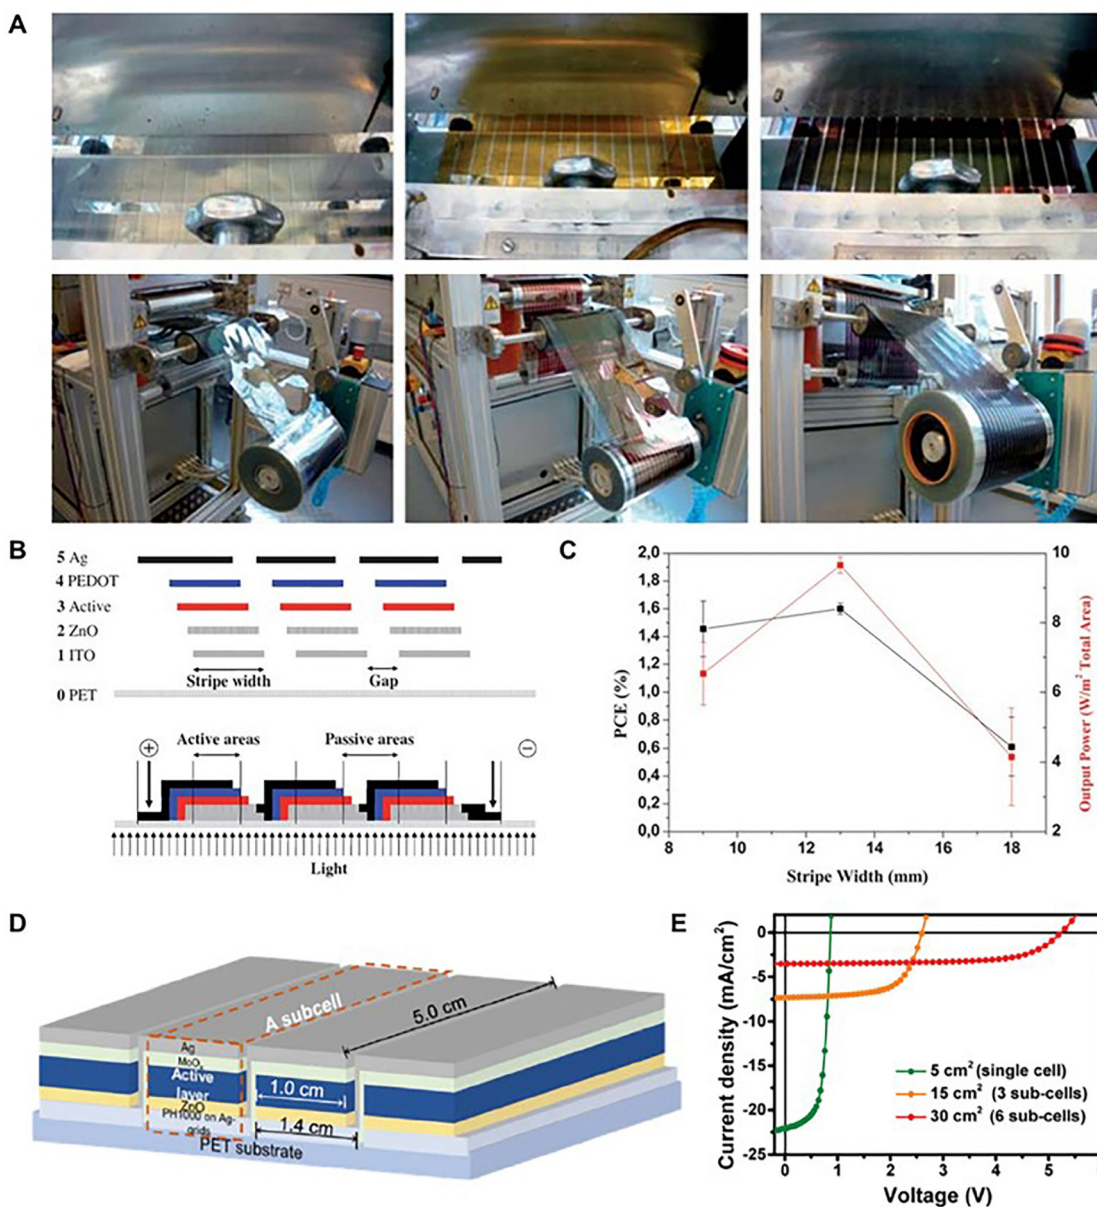 A
B
5 Ag
4 PEDOT
3 Active
2 ZnO
1 ITO
Stripe width
Gap
0 PET
Active areas
Passive areas
+
−
Light
C
PCE (%)
2,0
1,8
1,6
1,4
1,2
1,0
0,8
0,6
0,4
0,2
0,0
8 10 12 14 16 18
Stripe Width (mm)
10
8
6
4
2
Output Power (W/m² Total Area)
D
A subcell
5.0 cm
Ag
MoOₓ
Active
layer
ZnO
PH1000 on Ag-
grids
1.0 cm
1.4 cm
PET substrate
E
Current density (mA/cm²)
0
-5
-10
-15
-20
-25
5 cm² (single cell)
15 cm² (3 sub-cells)
30 cm² (6 sub-cells)
0 1 2 3 4 5
Voltage (V)